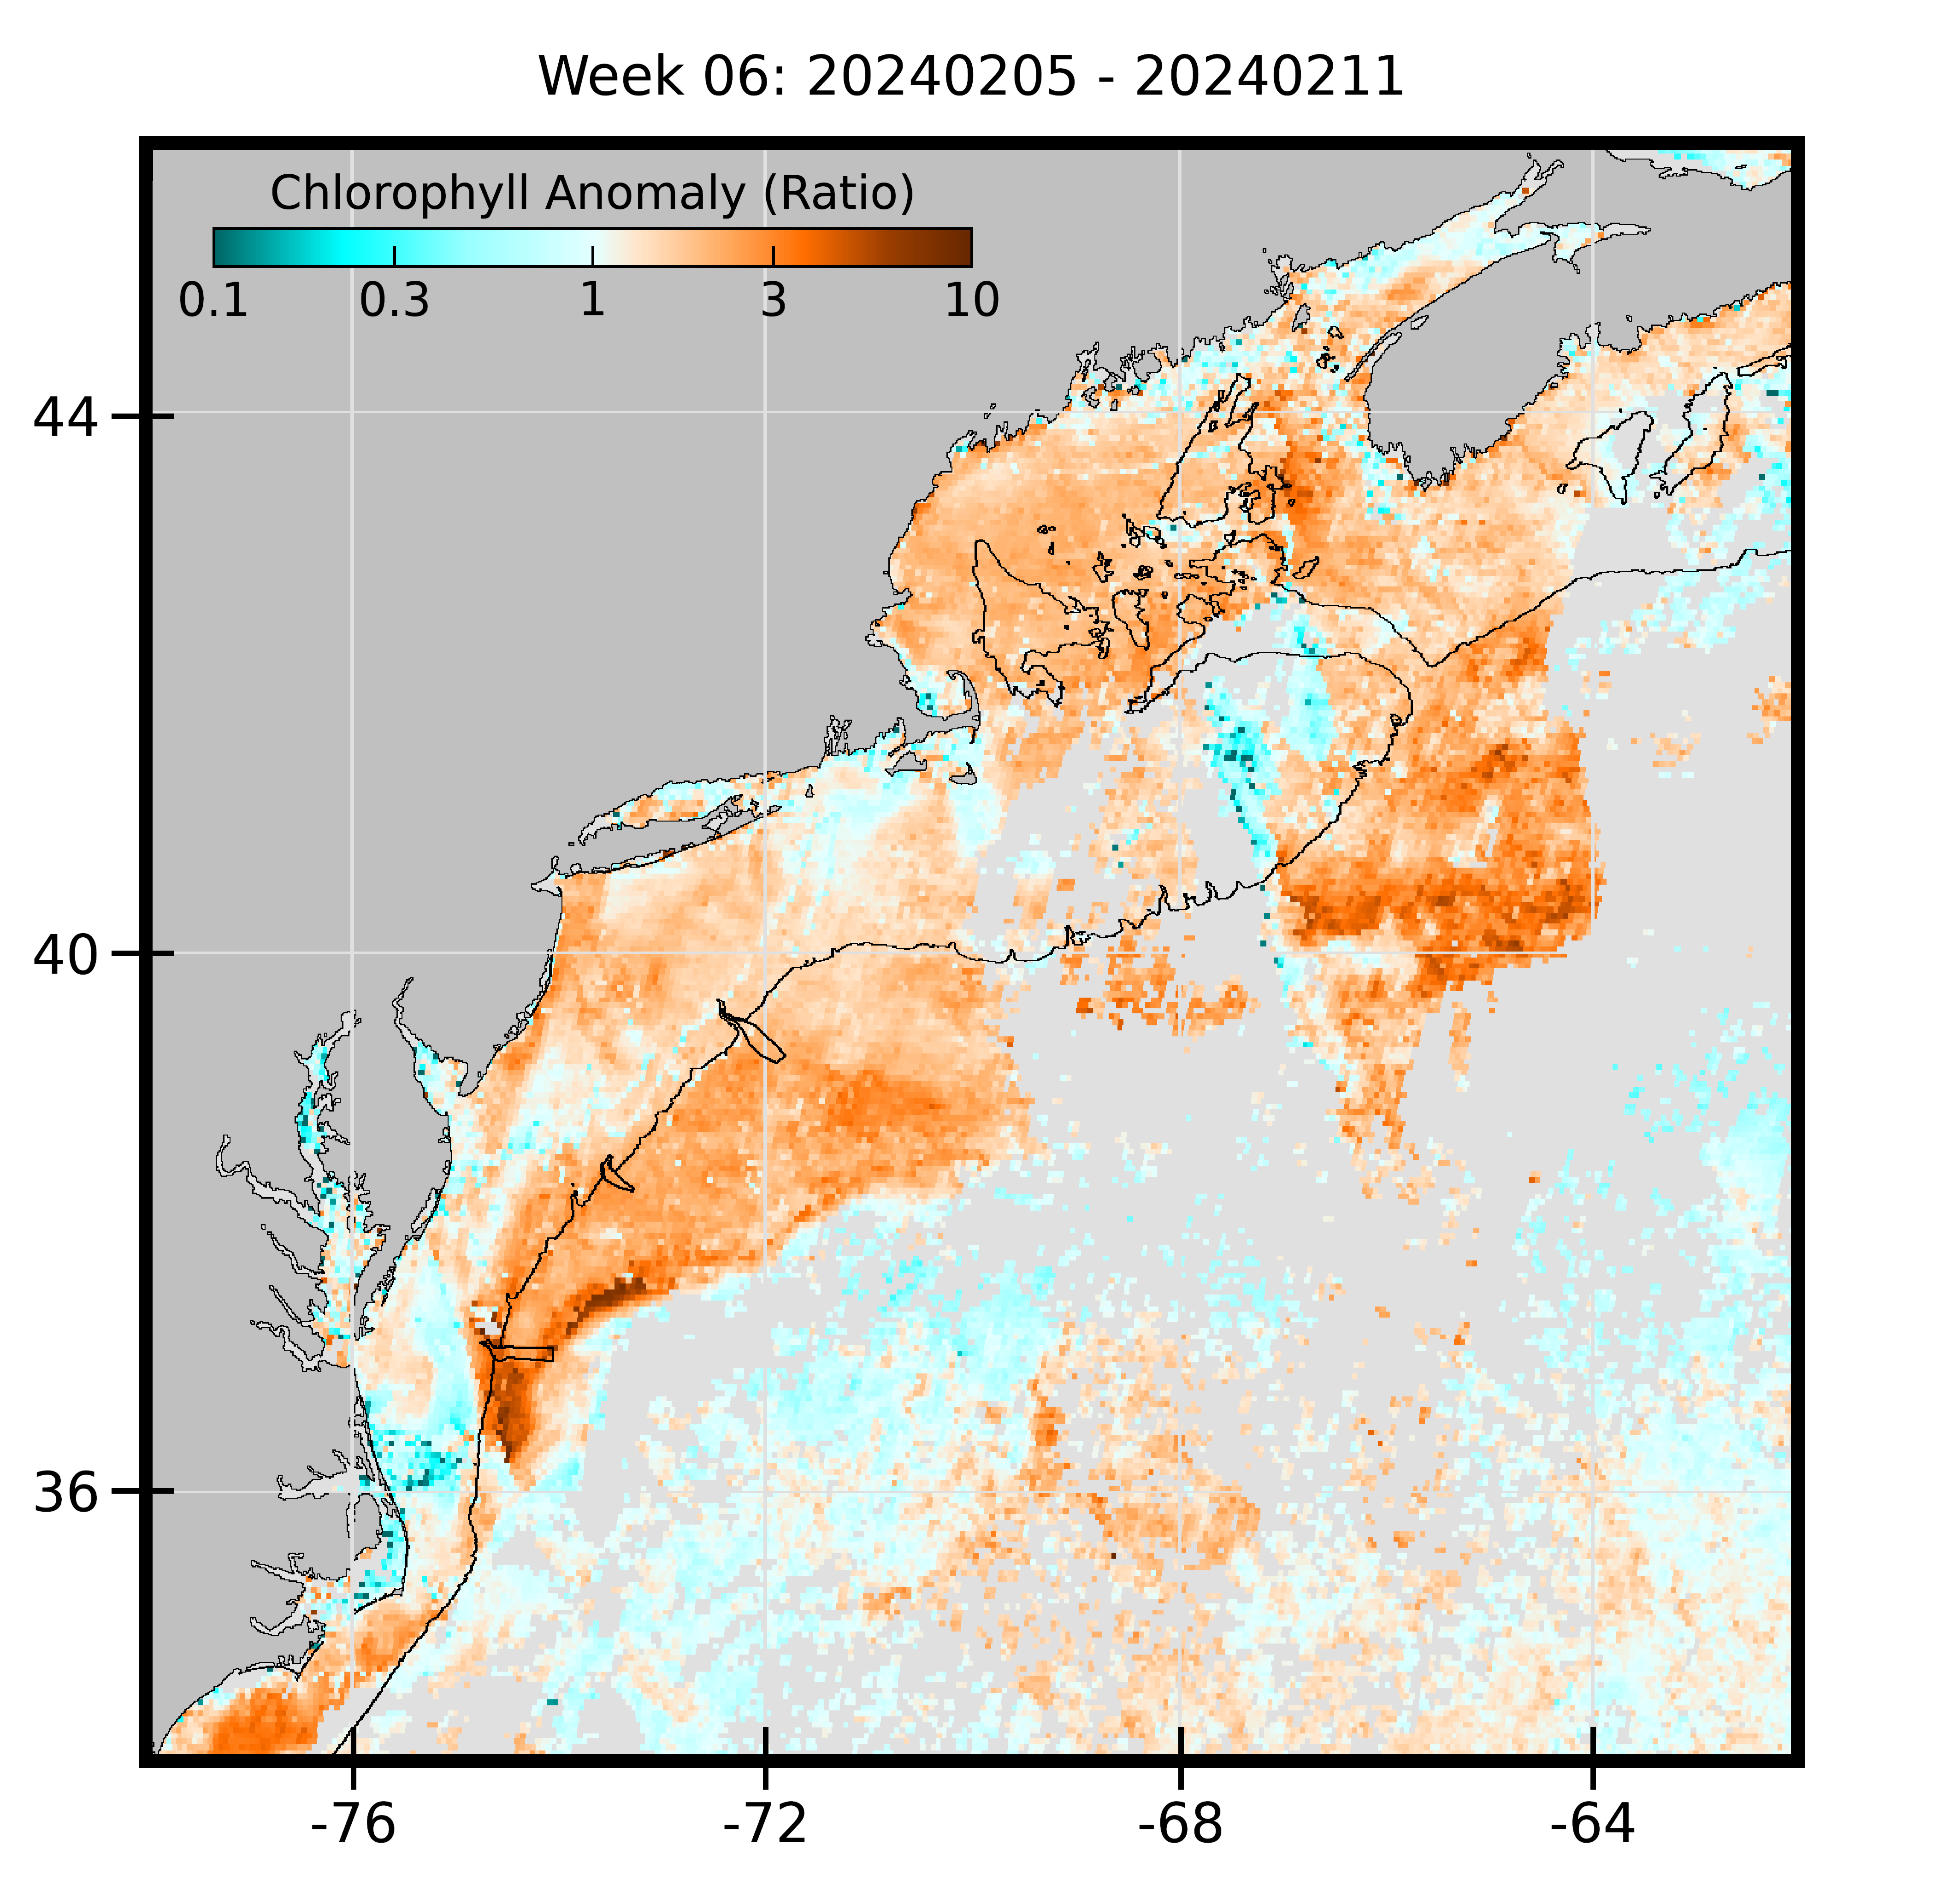 Week 06: 20240205 - 20240211
Chlorophyll Anomaly (Ratio)
0.1 0.3 1 3 10
44
40
36
-76 -72 -68 -64